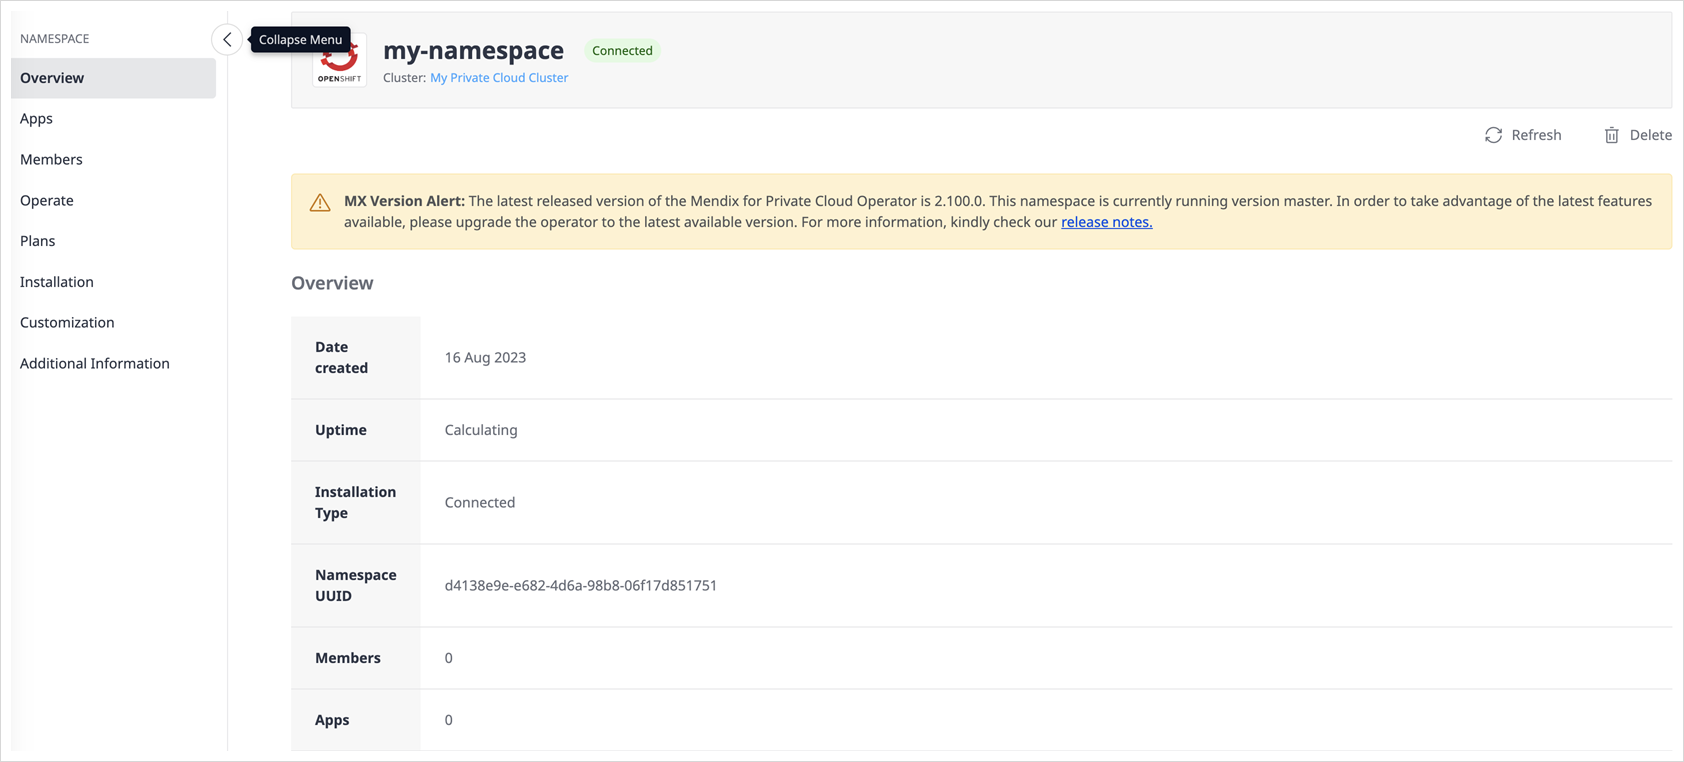 NAMESPACE
Overview
Apps
Members
Operate
Plans
Installation
Customization
Additional Information
Collapse Menu
OPENSHIFT
my-namespace
Connected
Cluster: My Private Cloud Cluster
Refresh
Delete
MX Version Alert: The latest released version of the Mendix for Private Cloud Operator is 2.100.0. This namespace is currently running version master. In order to take advantage of the latest features
available, please upgrade the operator to the latest available version. For more information, kindly check our release notes.
Overview
Date
created
16 Aug 2023
Uptime
Calculating
Installation
Type
Connected
Namespace
UUID
d4138e9e-e682-4d6a-98b8-06f17d851751
Members
0
Apps
0